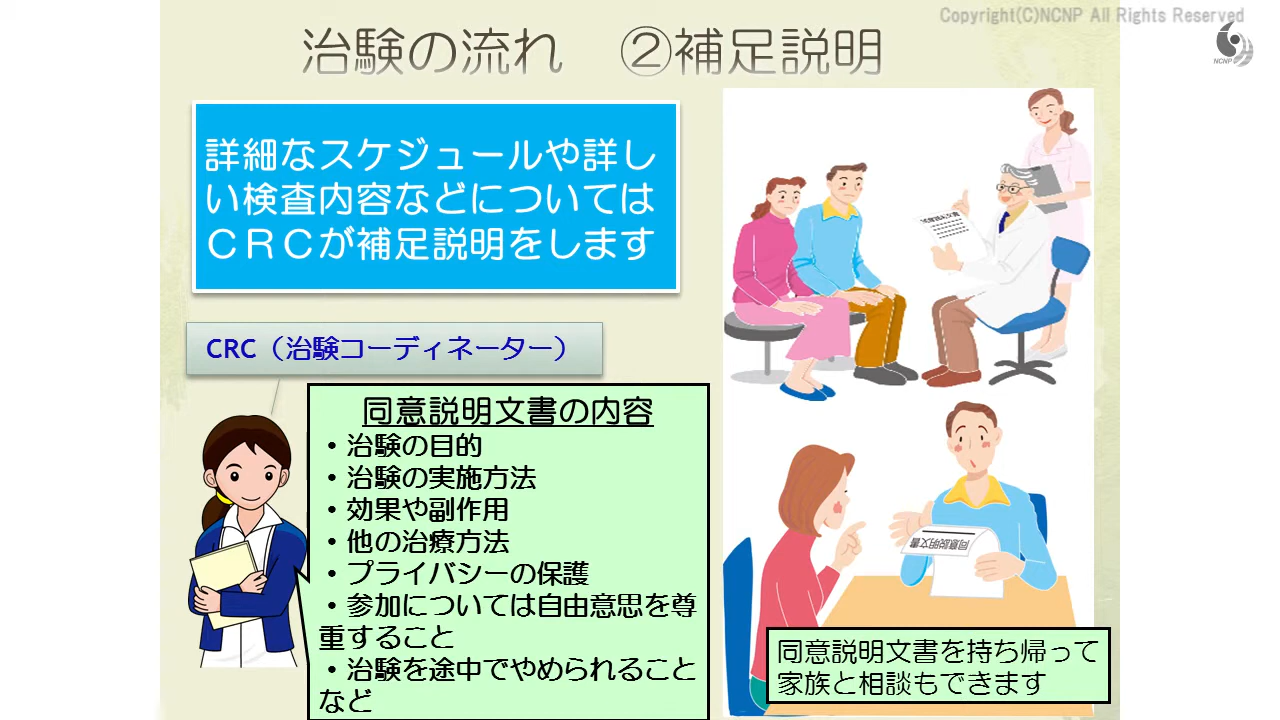 Copyright(C)NCNP All Rights Reserved
NCNP
治験の流れ　②補足説明
詳細なスケジュールや詳し
い検査内容などについては
ＣＲＣが補足説明をします
CRC（治験コーディネーター）
同意説明文書の内容
・治験の目的
・治験の実施方法
・効果や副作用
・他の治療方法
・プライバシーの保護
・参加については自由意思を尊
重すること
・治験を途中でやめられること
など
同意説明文書
同意説明文書を持ち帰って
家族と相談もできます